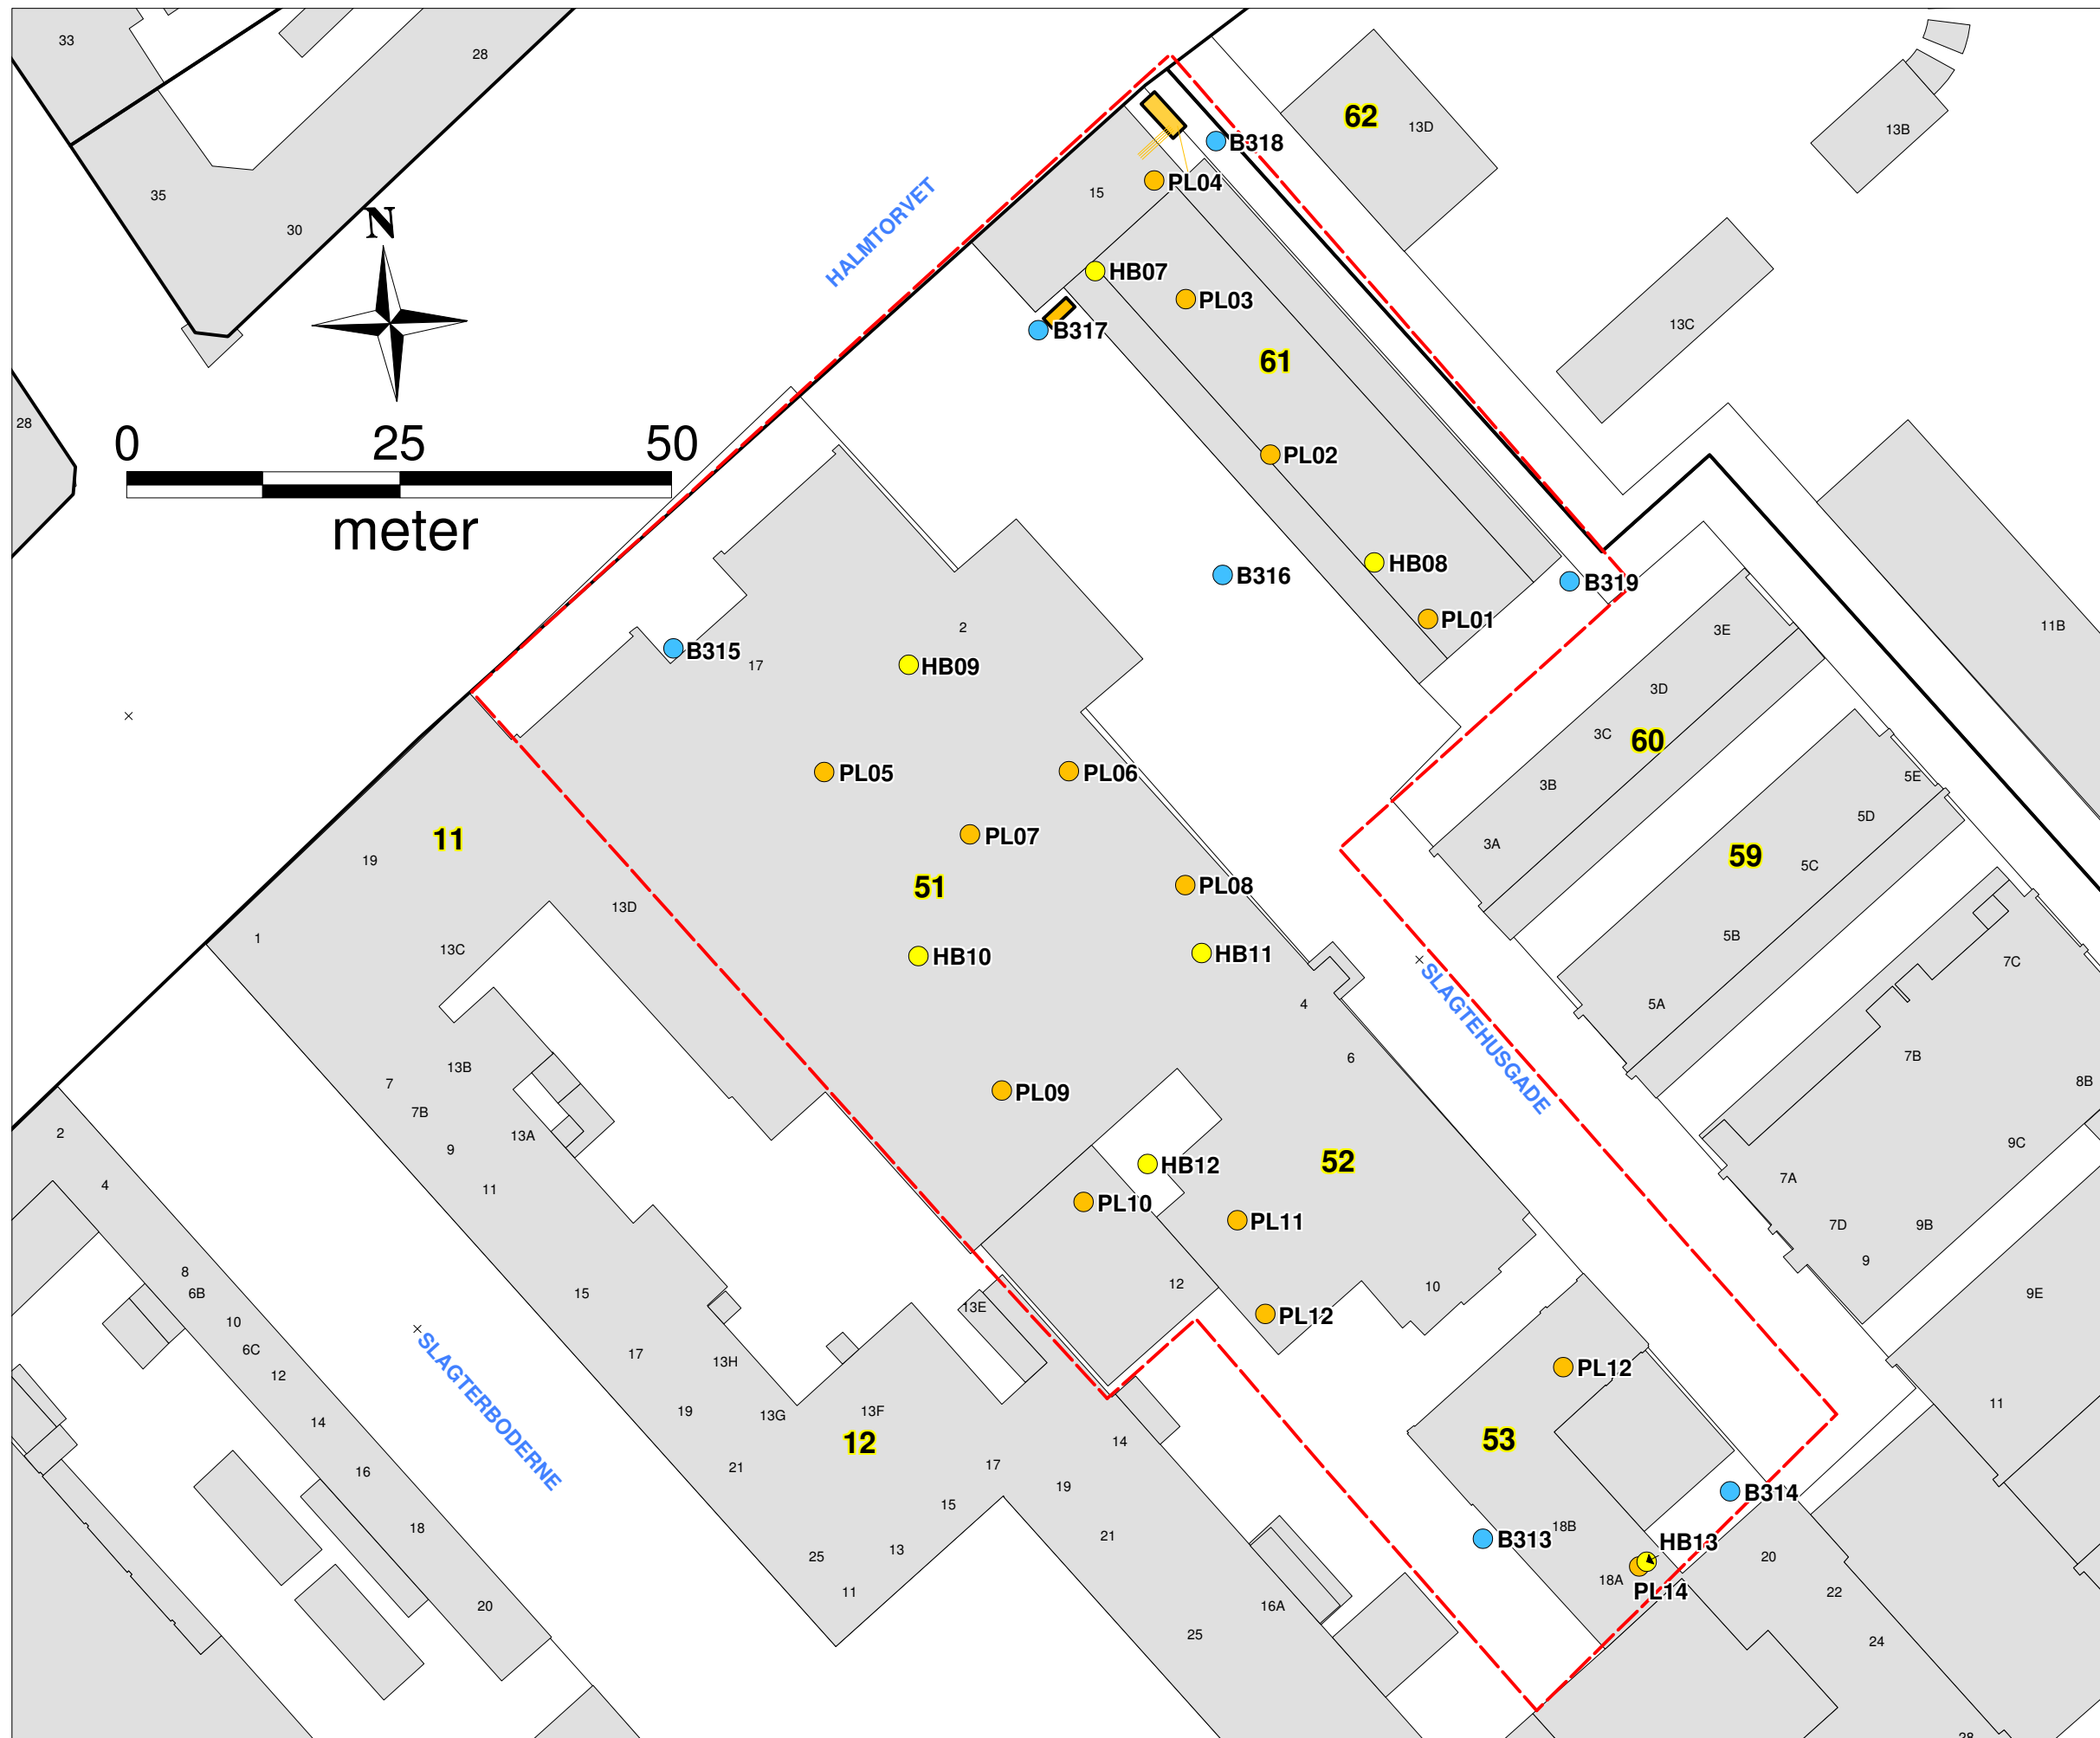 33
28
62
13D
13B
B318
35
15
PL04
30
N
HALMTORVET
HB07
PL03
B317
13C
61
28
0 25 50
meter
PL02
HB08
B316
B319
PL01
11B
2
3E
B315
17
HB09
3D
3C
60
PL05
PL06
5E
3B
5D
PL07
11
3A
19
59
5C
51
PL08
13D
1
13C
HB10
HB11
5B
7C
SLAGTEHUSGADE
4
5A
6
7B
13B
7
8B
PL09
7B
2
13A
9C
9
HB12
52
4
11
7A
PL10
PL11
7D
9B
9
8
6B
15
12
10
9E
13E
10
PL12
6C
17
13H
PL12
12
SLAGTERBODERNE
19
13G
13F
11
14
12
14
53
21
17
16
19
15
B314
18
21
B313
18B
HB13
25
13
20
18A
11
PL14
22
20
16A
25
24
28